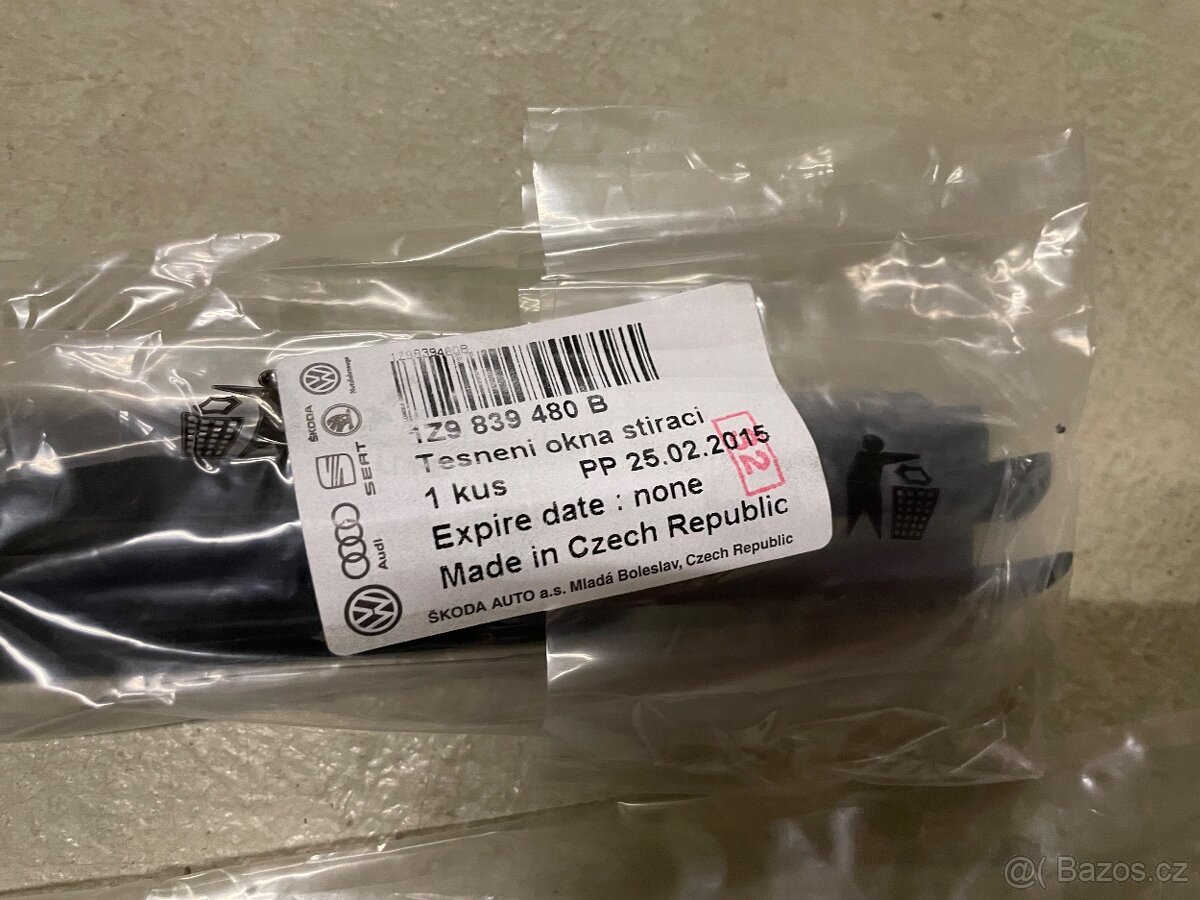 1Z9839480B
1Z9 839 480 B
Tesneni okna stiraci
1 kus PP 25.02.2015
52
Expire date : none
Made in Czech Republic
ŠKODA AUTO a.s. Mladá Boleslav, Czech Republic
ŠKODA
SEAT
Audi
@( Bazos.cz